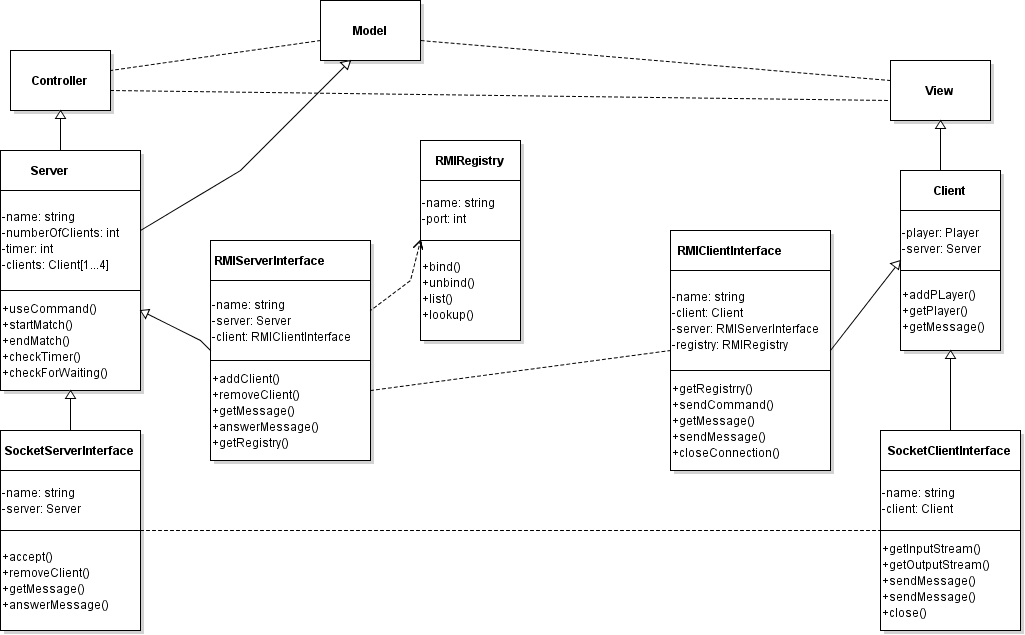 Model
Controller
View
Server
-name: string
-numberOfClients: int
-timer: int
-clients: Client[1...4]
+useCommand()
+startMatch()
+endMatch()
+checkTimer()
+checkForWaiting()
RMIRegistry
-name: string
-port: int
+bind()
+unbind()
+list()
+lookup()
Client
-player: Player
-server: Server
+addPLayer()
+getPlayer()
+getMessage()
RMIServerInterface
-name: string
-server: Server
-client: RMIClientInterface
+addClient()
+removeClient()
+getMessage()
+answerMessage()
+getRegistry()
RMIClientInterface
-name: string
-client: Client
-server: RMIServerInterface
-registry: RMIRegistry
+getRegistrry()
+sendCommand()
+getMessage()
+sendMessage()
+closeConnection()
SocketServerInterface
-name: string
-server: Server
+accept()
+removeClient()
+getMessage()
+answerMessage()
SocketClientInterface
-name: string
-client: Client
+getInputStream()
+getOutputStream()
+sendMessage()
+sendMessage()
+close()